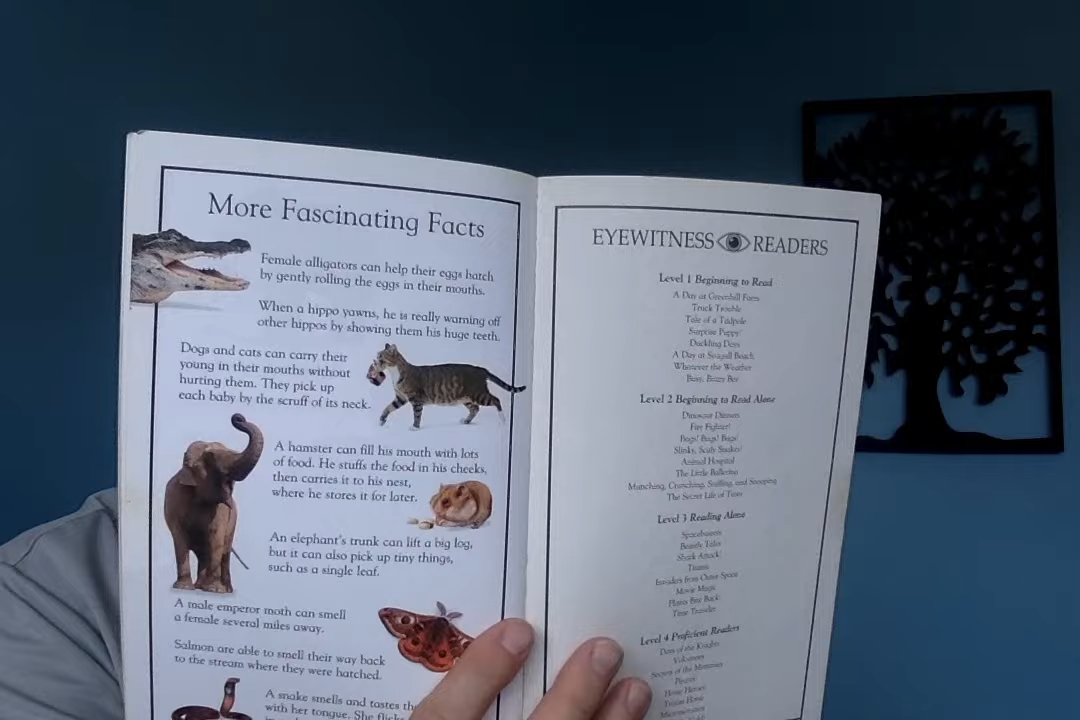 More Fascinating Facts
Female alligators can help their eggs hatch
by gently rolling the eggs in their mouths.
When a hippo yawns, he is really warning off
other hippos by showing them his huge teeth.
Dogs and cats can carry their
young in their mouths without
hurting them. They pick up
each baby by the scruff of its neck.
A hamster can fill his mouth with lots
of food. He stuffs the food in his cheeks,
then carries it to his nest,
where he stores it for later.
An elephant's trunk can lift a big log,
but it can also pick up tiny things,
such as a single leaf.
A male emperor moth can smell
a female several miles away.
Salmon are able to smell their way back
to the stream where they were hatched.
A snake smells and tastes
with her tongue. She flicks
EYEWITNESS READERS
Level 1 Beginning to Read
A Day at Greenhill Farm
Truck Trouble
Tale of a Tadpole
Surprise Puppy!
Duckling Days
A Day at Seagull Beach
Whatever the Weather
Busy, Buzzy Bee
Level 2 Beginning to Read Alone
Dinosaur Dinners
Fire Fighter!
Bugs! Bugs! Bugs!
Slinky, Scaly Snakes!
Animal Hospital
The Little Ballerina
Munching, Crunching, Sniffing, and Snooping
The Secret Life of Trees
Level 3 Reading Alone
Spacebusters
Beastly Tales
Shark Attack!
Titanic
Invaders from Outer Space
Movie Magic
Plants Bite Back!
Time Traveler
Level 4 Proficient Readers
Days of the Knights
Volcanoes
Secrets of the Mummies
Pirates!
Horse Heroes
Trojan Horse
Micromonsters